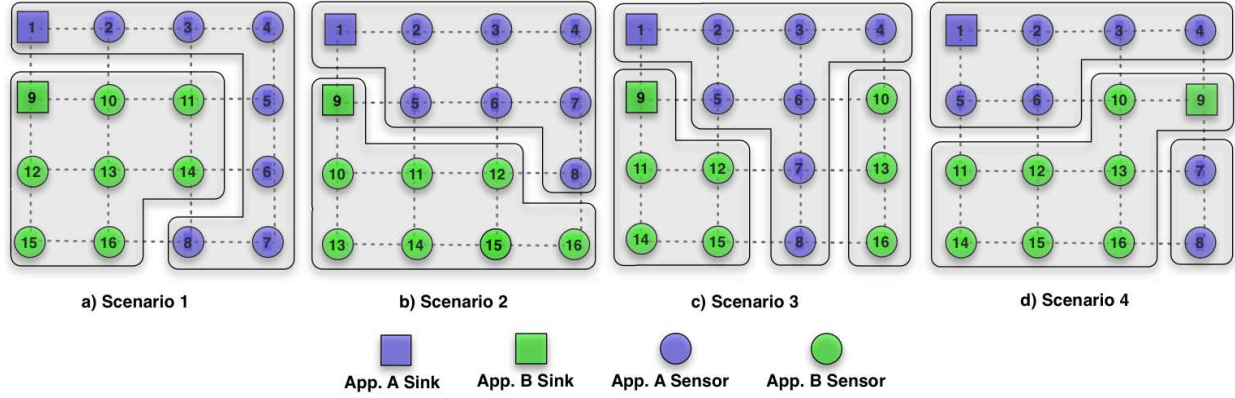 1 2 3 4
9 10 11 5
12 13 14 6
15 16 8 7
a) Scenario 1
1 2 3 4
9 5 6 7
10 11 12 8
13 14 15 16
b) Scenario 2
1 2 3 4
9 5 6 10
11 12 7 13
14 15 8 16
c) Scenario 3
1 2 3 4
5 6 10 9
11 12 13 7
14 15 16 8
d) Scenario 4
App. A Sink
App. B Sink
App. A Sensor
App. B Sensor